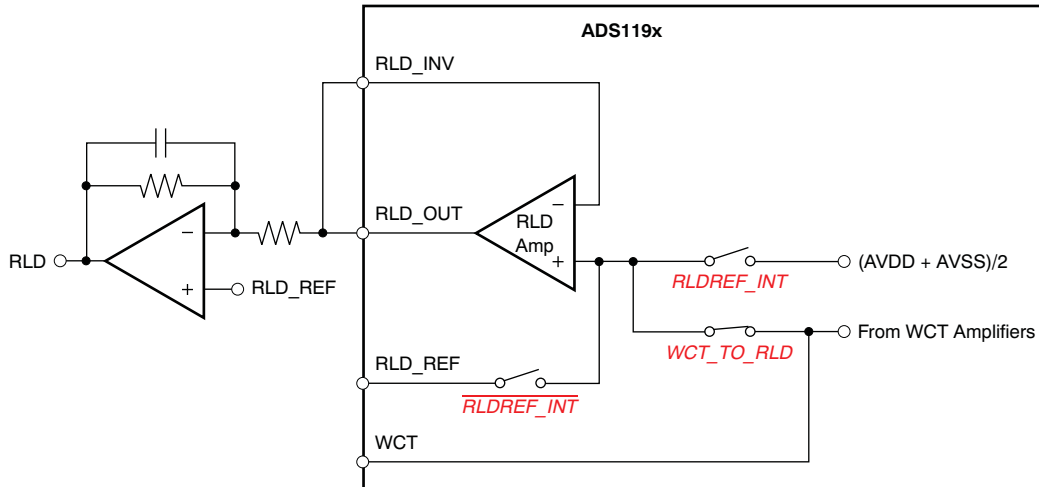 ADS119x
RLD_INV
RLD_OUT
RLD
Amp
−
+
(AVDD + AVSS)/2
RLDREF_INT
RLD
−
+
RLD_REF
From WCT Amplifiers
WCT_TO_RLD
RLD_REF
RLDREF_INT
WCT